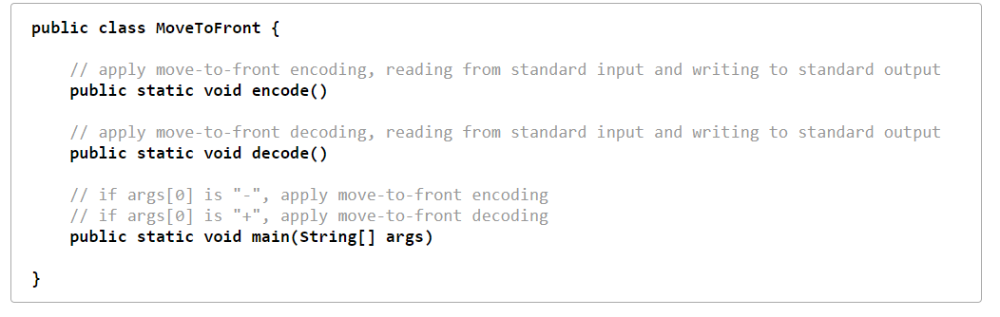 public class MoveToFront {
// apply move-to-front encoding, reading from standard input and writing to standard output
public static void encode()
// apply move-to-front decoding, reading from standard input and writing to standard output
public static void decode()
// if args[0] is "-", apply move-to-front encoding
// if args[0] is "+", apply move-to-front decoding
public static void main(String[] args)
}